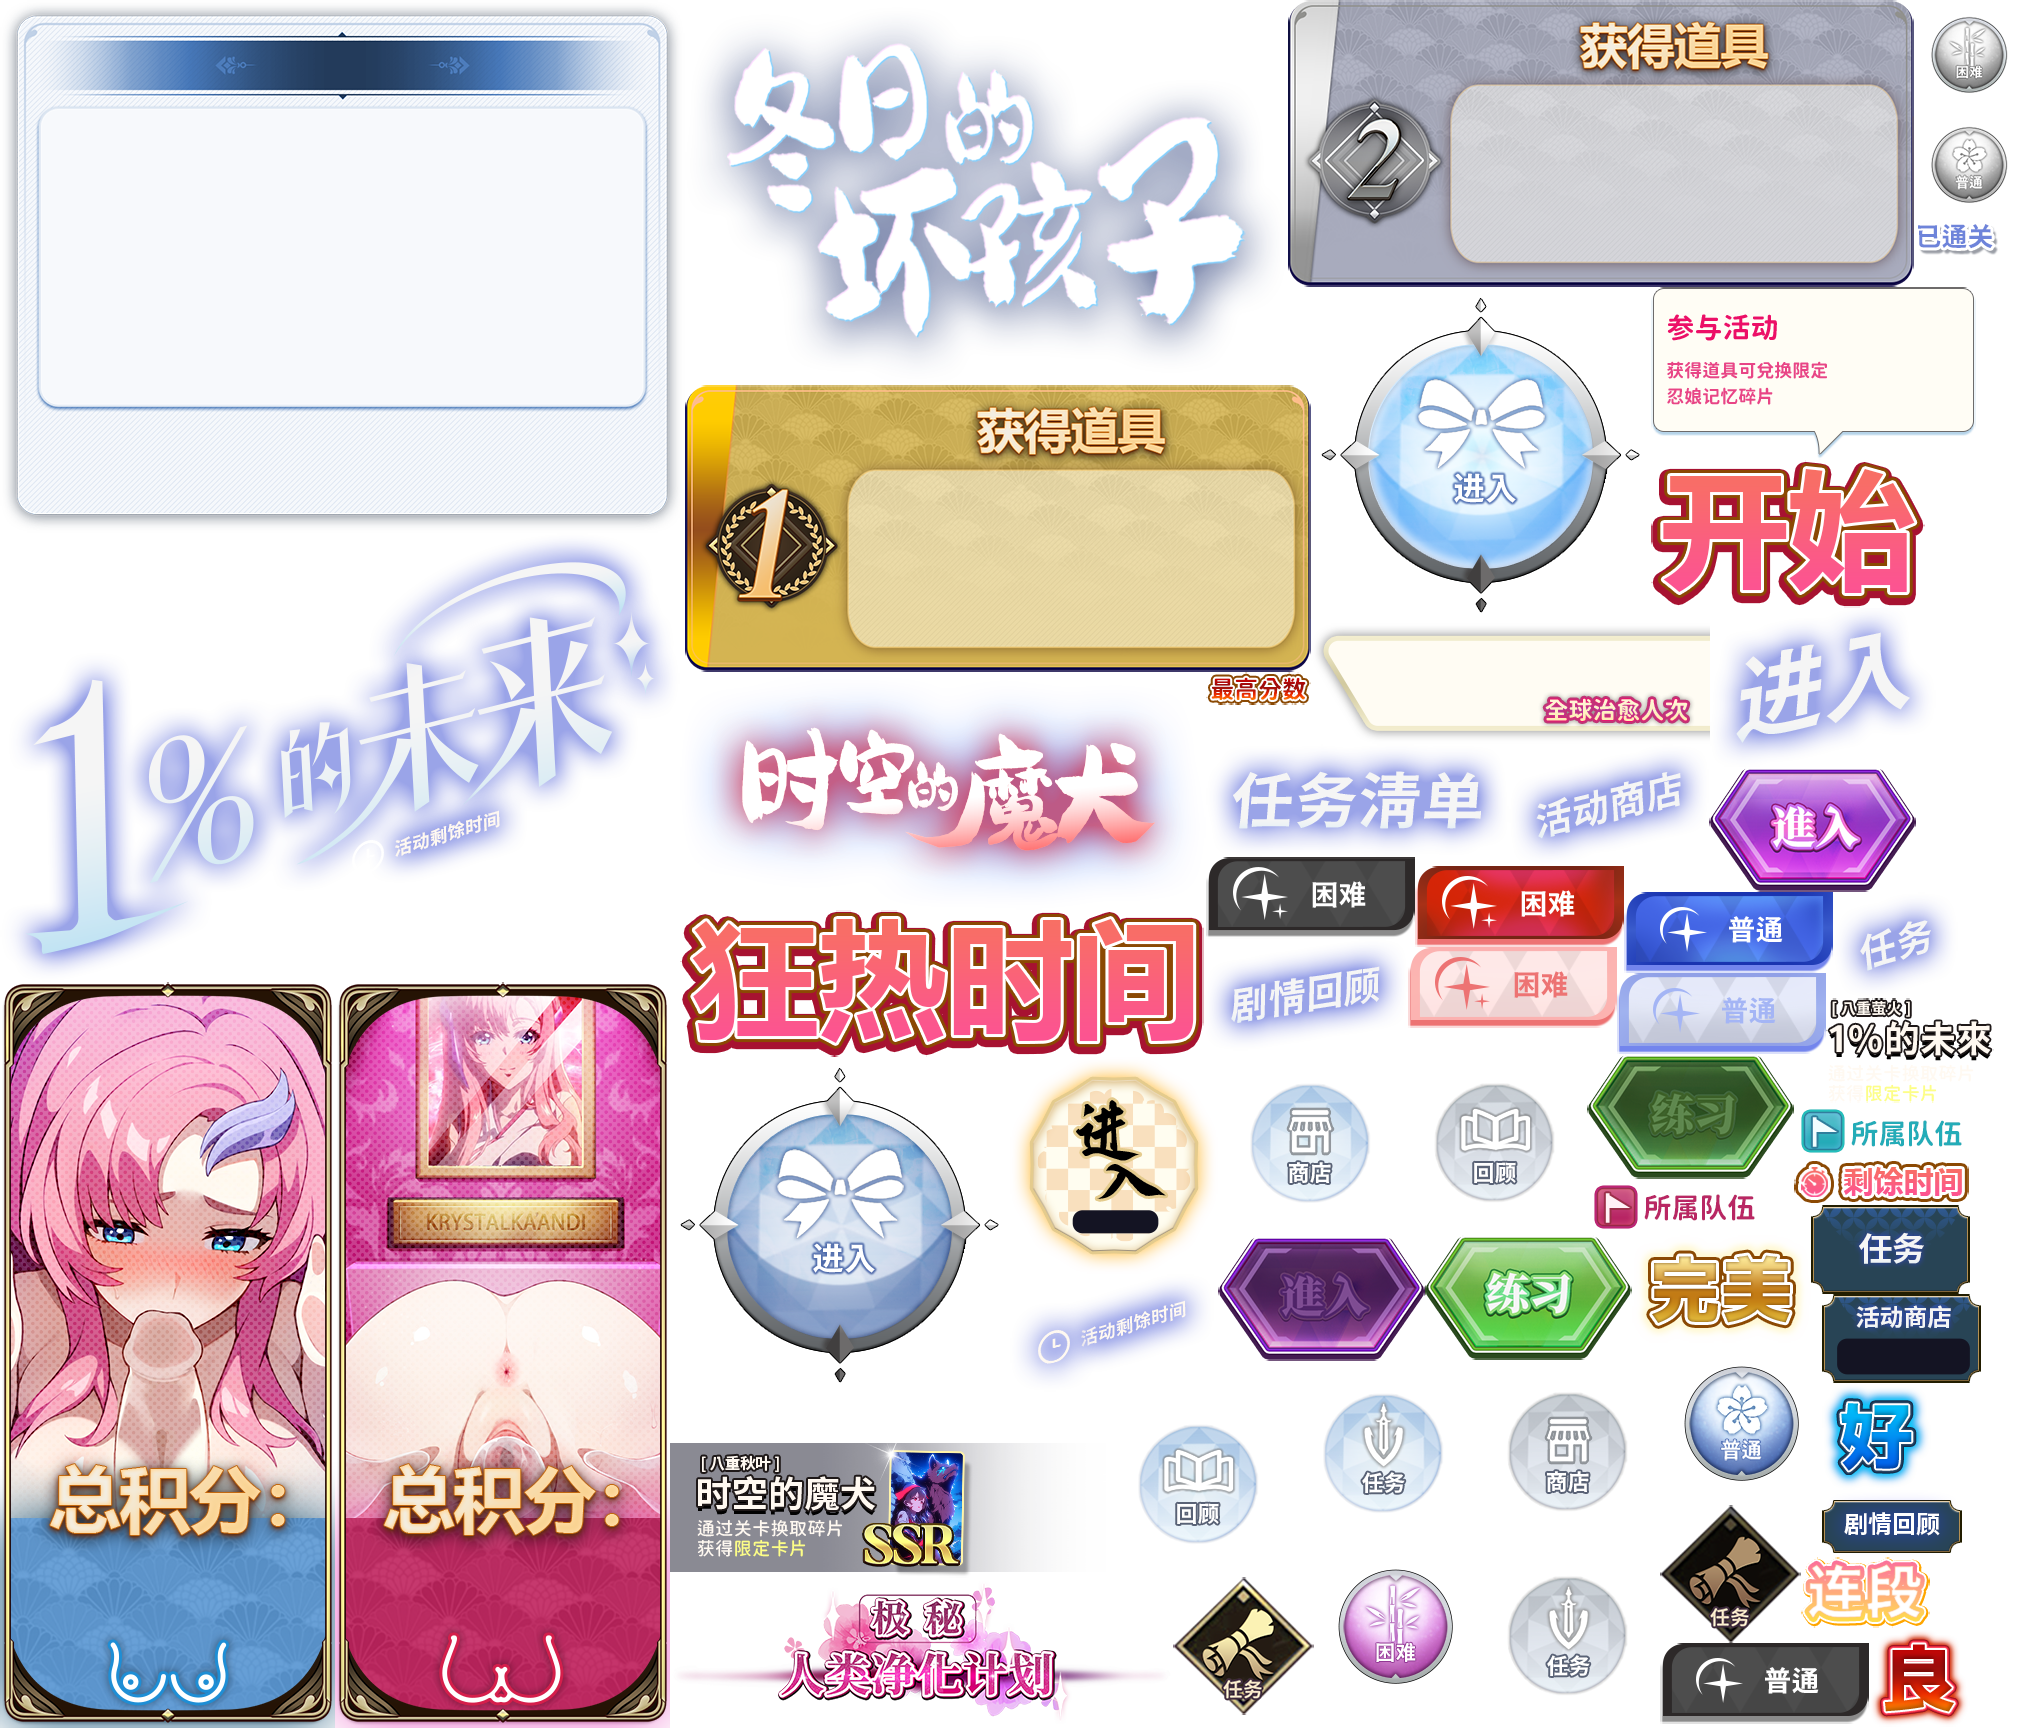 冬日的
坏孩子
获得道具
2
困难
普通
已通关
参与活动
获得道具可兑换限定
忍娘记忆碎片
进入
开始
获得道具
1
最高分数
全球治愈人次
进入
1%的未来
活动剩馀时间
时空的魔犬
任务清单
活动商店
進入
困难
困难
普通
任务
剧情回顾
困难
普通
狂热时间
[八重萤火]
1%的未來
通过关卡换取碎片
获得限定卡片
练习
所属队伍
剩馀时间
所属队伍
进入
进入
商店
回顾
KRYSTALKAANDI
任务
進入
练习
完美
活动商店
活动剩馀时间
总积分:
总积分:
[八重秋叶]
时空的魔犬
通过关卡换取碎片
获得限定卡片
SSR
回顾
任务
商店
普通
好
剧情回顾
极秘
人类净化计划
任务
困难
任务
任务
连段
普通
良